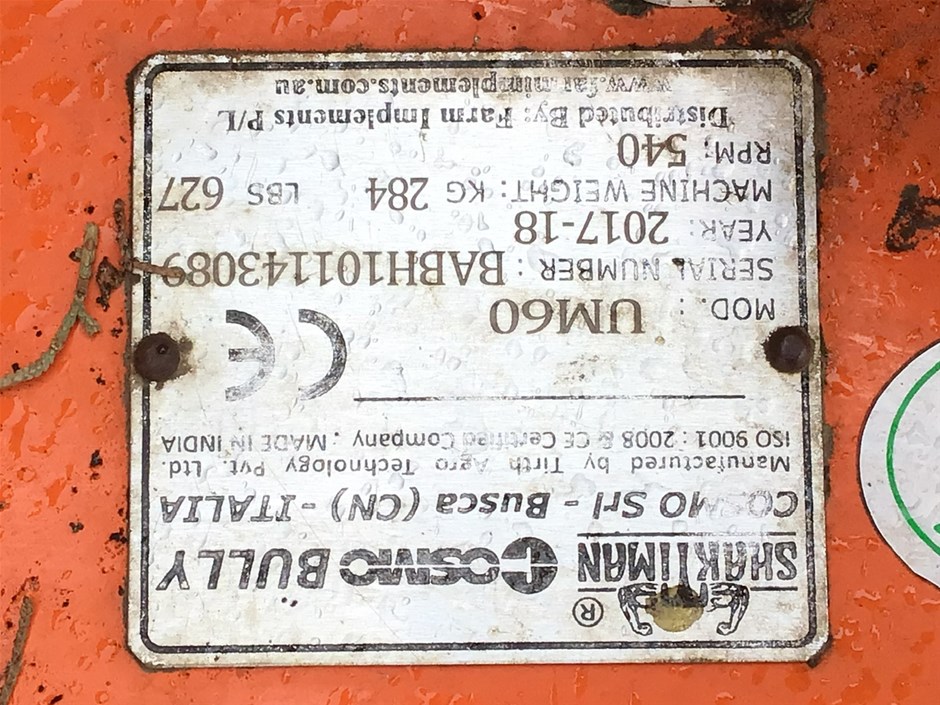 SHAKTIMAN ® COSMO BÜLLY
COSMO Srl - Busca (CN) - ITALIA
Manufactured by Tirth Agro Technology Pvt. Ltd.
ISO 9001 : 2008 & CE Certified Company , MADE IN INDIA
CE
MOD. : UM60
SERIAL NUMBER : BABH101143089
YEAR: 2017-18
MACHINE WEIGHT: KG 284 LBS 627
RPM: 540
Distributed By: Farm Implements P/L
www.farmimplements.com.au